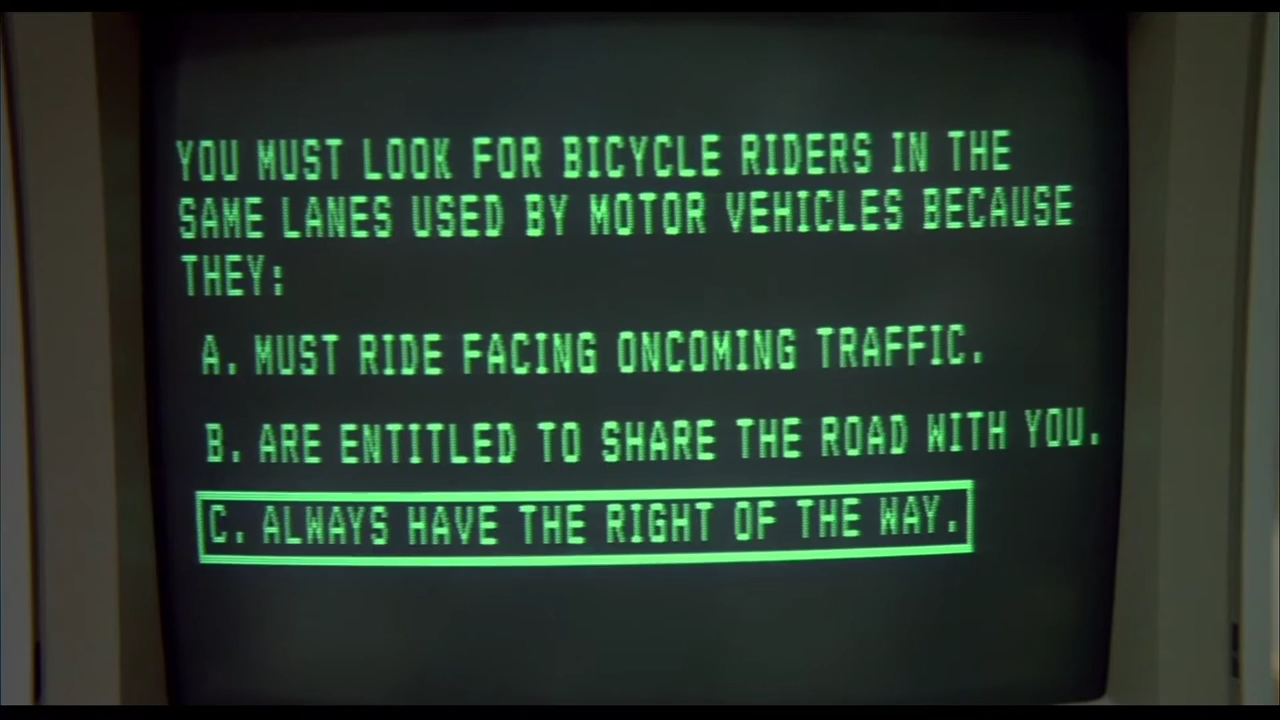 YOU MUST LOOK FOR BICYCLE RIDERS IN THE
SAME LANES USED BY MOTOR VEHICLES BECAUSE
THEY:
A. MUST RIDE FACING ONCOMING TRAFFIC.
B. ARE ENTITLED TO SHARE THE ROAD WITH YOU.
C. ALWAYS HAVE THE RIGHT OF THE WAY.